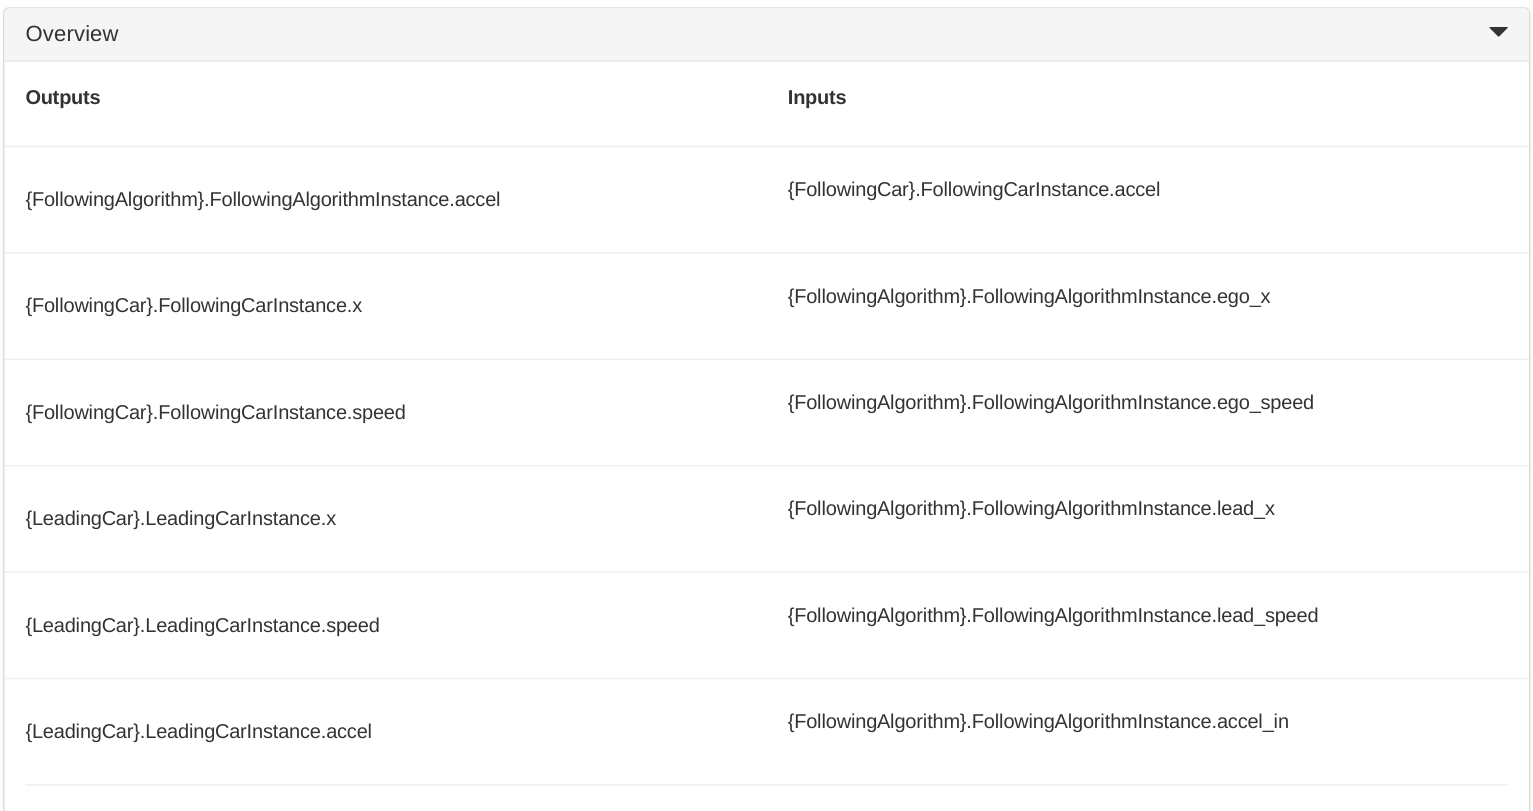 Overview
Outputs Inputs
{FollowingAlgorithm}.FollowingAlgorithmInstance.accel {FollowingCar}.FollowingCarInstance.accel
{FollowingCar}.FollowingCarInstance.x {FollowingAlgorithm}.FollowingAlgorithmInstance.ego_x
{FollowingCar}.FollowingCarInstance.speed {FollowingAlgorithm}.FollowingAlgorithmInstance.ego_speed
{LeadingCar}.LeadingCarInstance.x {FollowingAlgorithm}.FollowingAlgorithmInstance.lead_x
{LeadingCar}.LeadingCarInstance.speed {FollowingAlgorithm}.FollowingAlgorithmInstance.lead_speed
{LeadingCar}.LeadingCarInstance.accel {FollowingAlgorithm}.FollowingAlgorithmInstance.accel_in